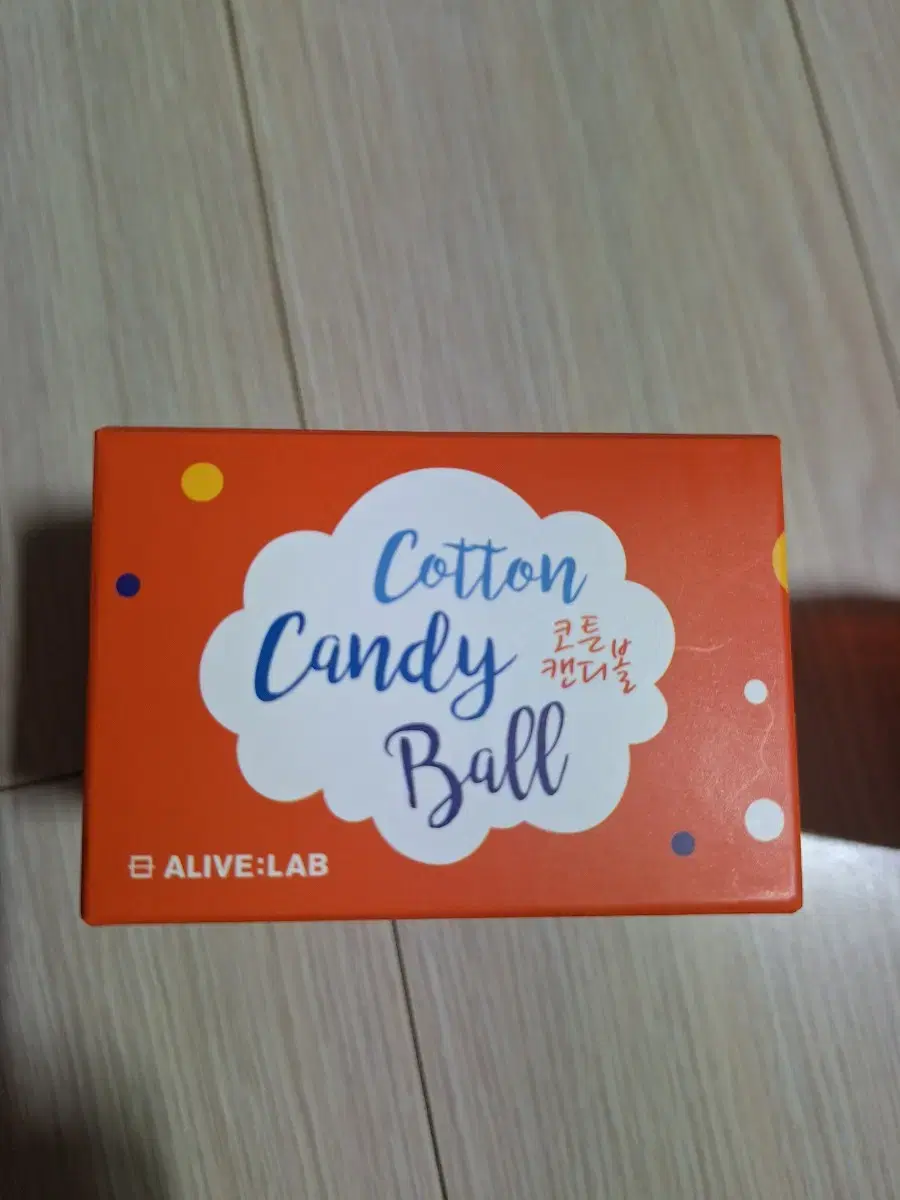 Cotton
Candy
코튼
캔디볼
Ball
ALIVE:LAB